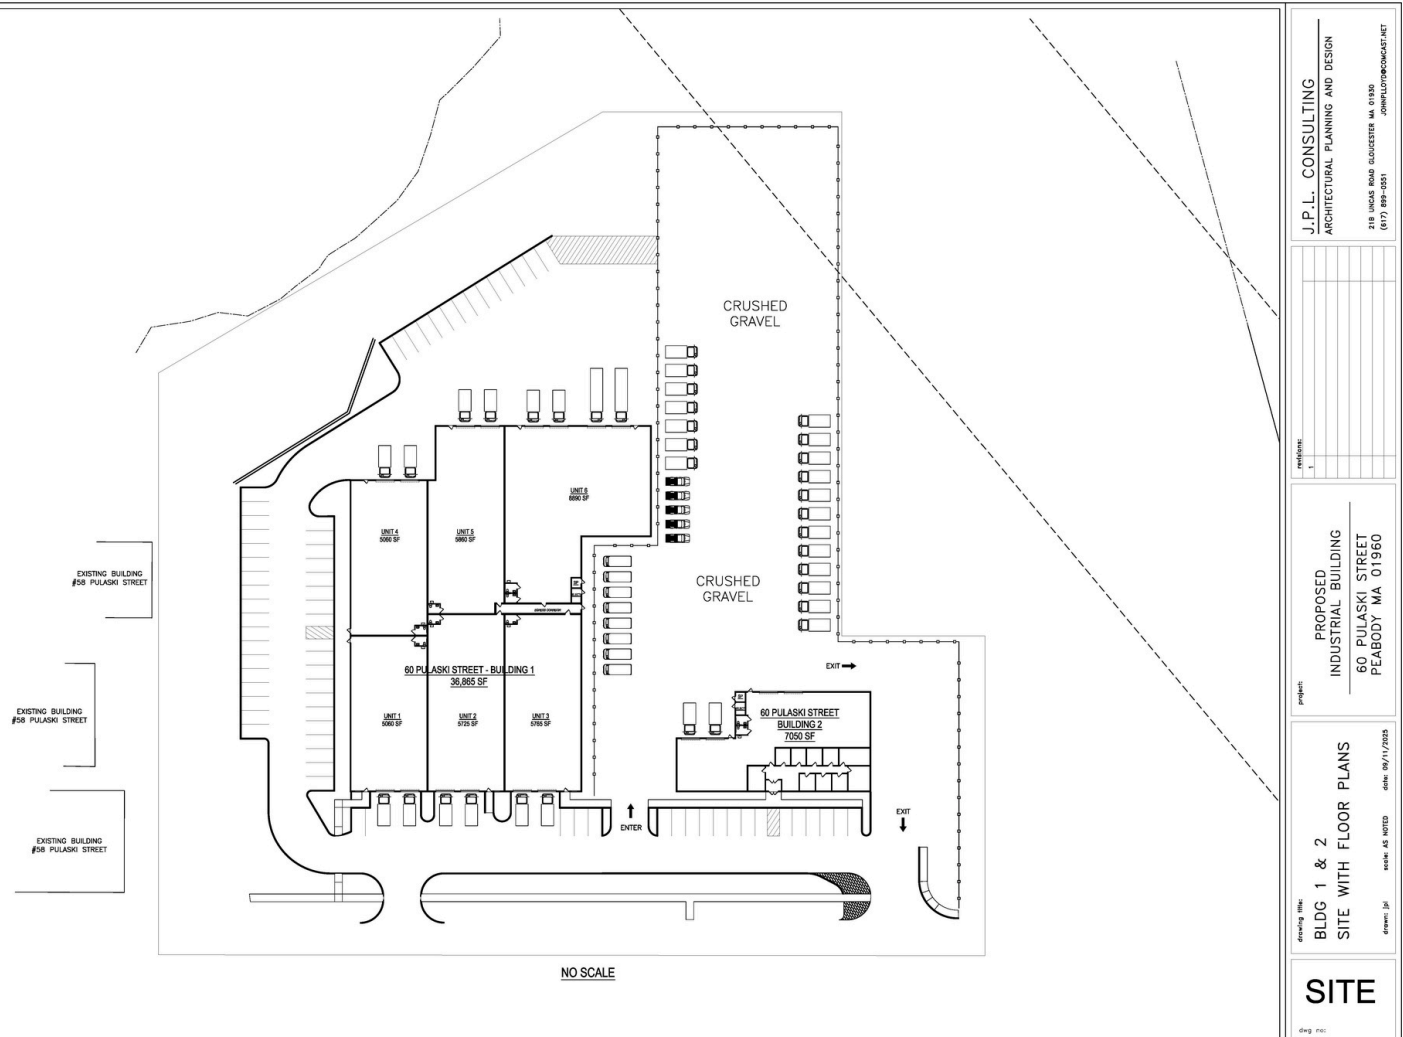 CRUSHED
GRAVEL
UNIT 6
8890 SF
UNIT 4
5060 SF
UNIT 5
5860 SF
EXISTING BUILDING
#58 PULASKI STREET
CRUSHED
GRAVEL
60 PULASKI STREET - BUILDING 1
36,865 SF
EXIT
EXISTING BUILDING
#58 PULASKI STREET
UNIT 1
5060 SF
UNIT 2
5725 SF
UNIT 3
5765 SF
60 PULASKI STREET
BUILDING 2
7050 SF
EXISTING BUILDING
#58 PULASKI STREET
ENTER
EXIT
NO SCALE
J.P.L. CONSULTING
ARCHITECTURAL PLANNING AND DESIGN
21B UNCAS ROAD GLOUCESTER MA 01930
(617) 899-0551 JOHNPLLOYD@COMCAST.NET
revisions:
1
project:
PROPOSED
INDUSTRIAL BUILDING
60 PULASKI STREET
PEABODY MA 01960
drawing title:
BLDG 1 & 2
SITE WITH FLOOR PLANS
drawn: jpl scale: AS NOTED date: 09/11/2025
SITE
dwg no: